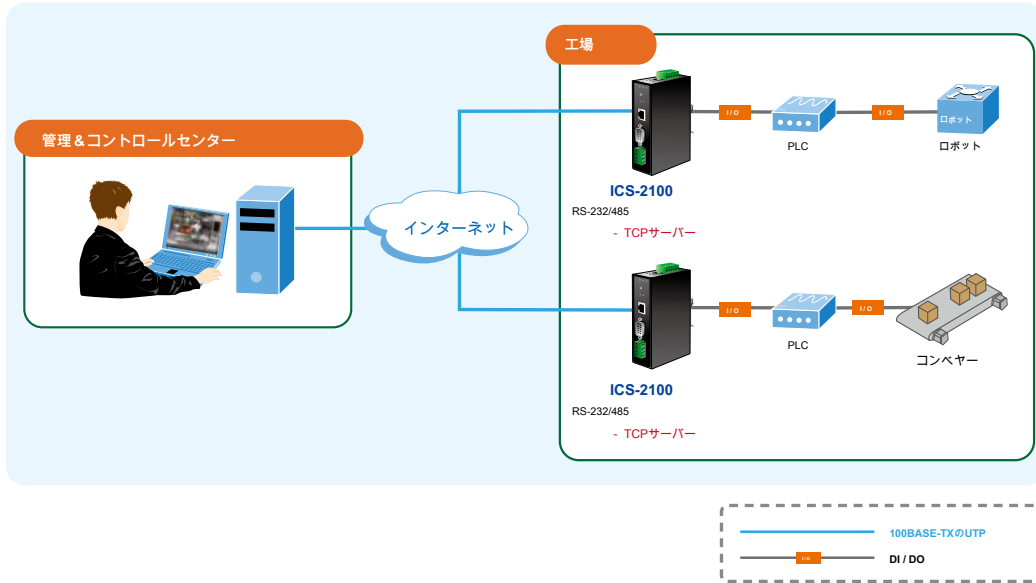 工場
I / O
I / O
ロボット
PLC
ロボット
ICS-2100
RS-232/485
- TCPサーバー
管理&コントロールセンター
インターネット
I / O
I / O
PLC
コンベヤー
ICS-2100
RS-232/485
- TCPサーバー
100BASE-TXのUTP
I / O
DI / DO